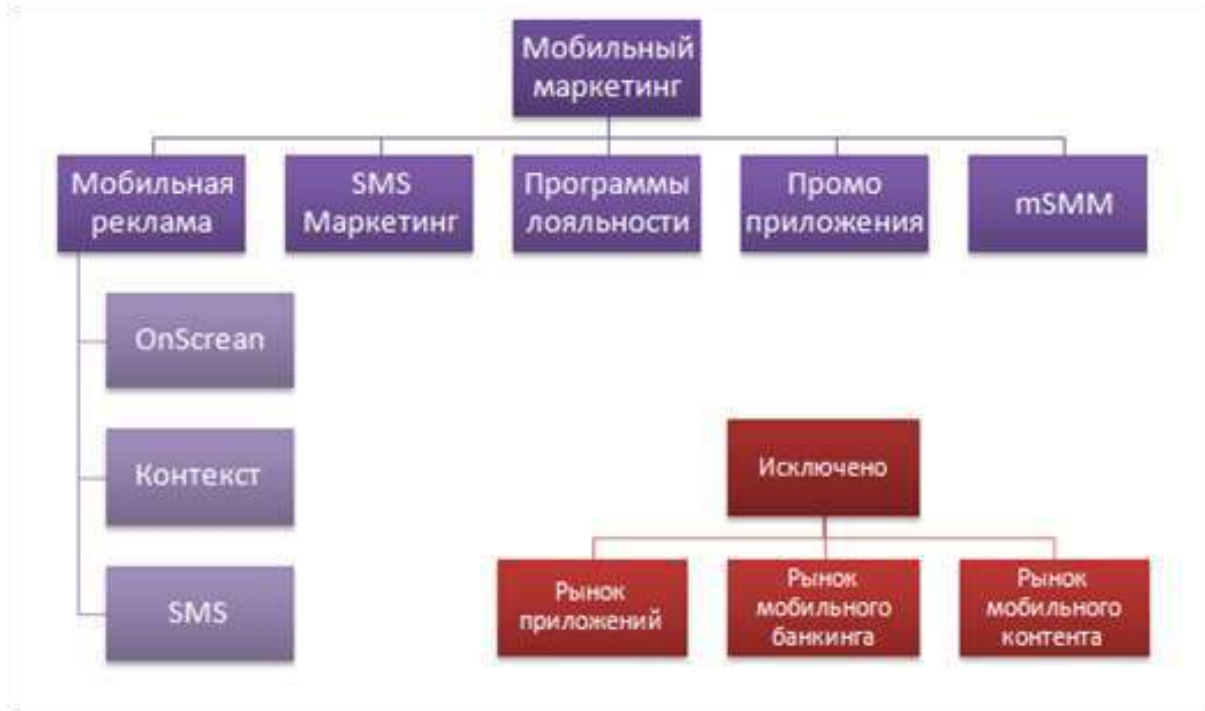 Мобильный
маркетинг
Мобильная
реклама
SMS
Маркетинг
Программы
лояльности
Промо
приложения
mSMM
OnScrean
Контекст
SMS
Исключено
Рынок
приложений
Рынок
мобильного
банкинга
Рынок
мобильного
контента